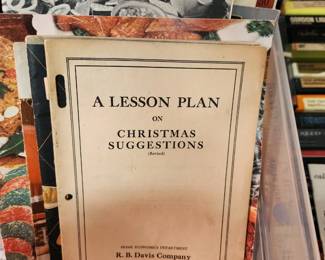 A LESSON PLAN
ON
CHRISTMAS
SUGGESTIONS
(Revised)
HOME ECONOMICS DEPARTMENT
R. B. Davis Company